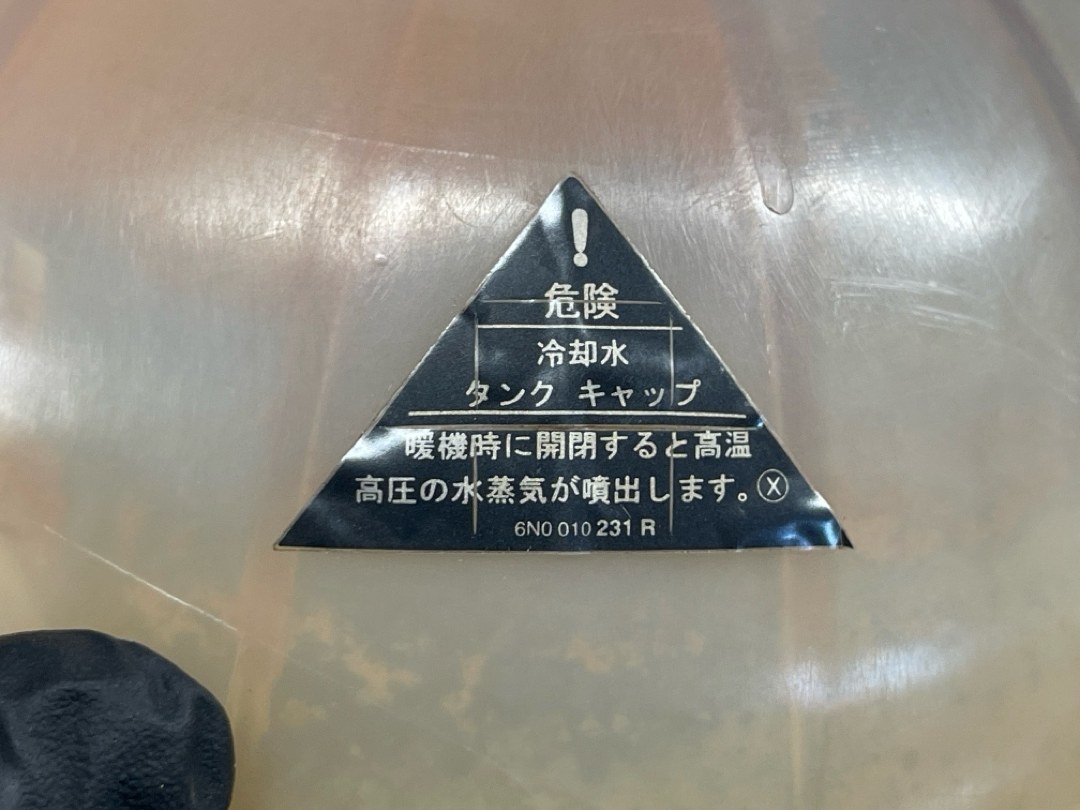 !
危険
冷却水
タンク キャップ
暖機時に開閉すると高温
高圧の水蒸気が噴出します。Ⓧ
6N0 010 231 R